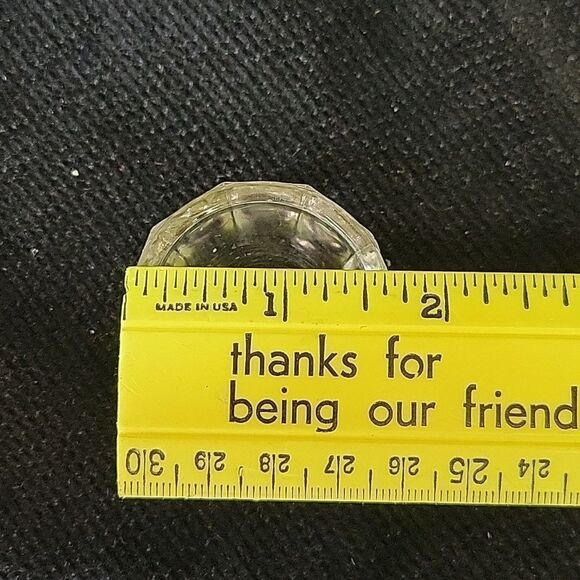 1 2
MADE IN USA
thanks for
being our friend
30 29 28 27 26 25 24